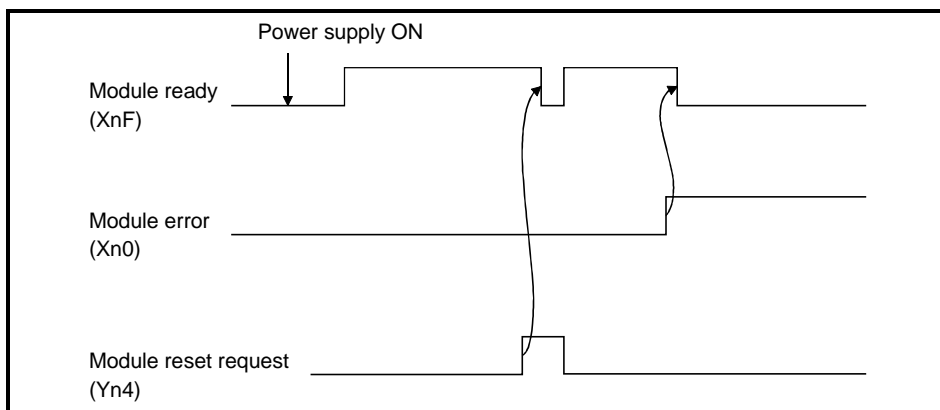 Power supply ON
Module ready
(XnF)
Module error
(Xn0)
Module reset request
(Yn4)